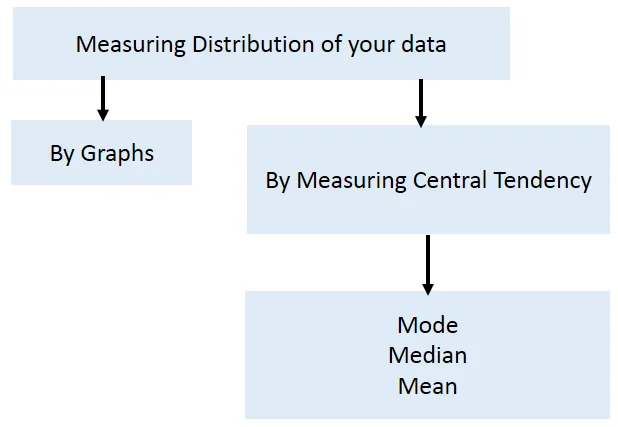 Measuring Distribution of your data
By Graphs
By Measuring Central Tendency
Mode
Median
Mean